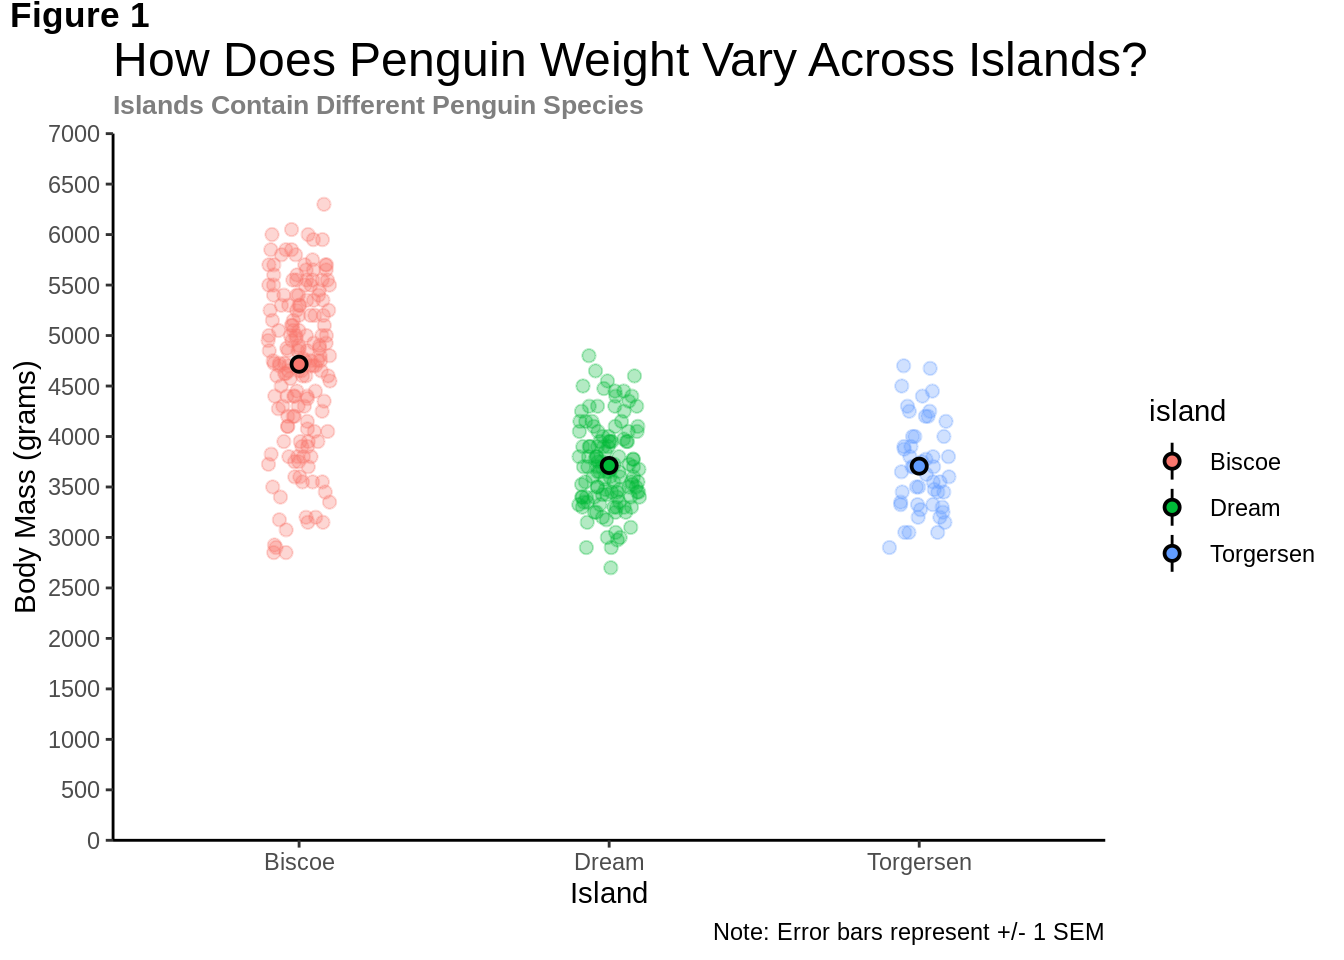 Figure 1
How Does Penguin Weight Vary Across Islands?
Islands Contain Different Penguin Species
7000
6500
6000
5500
5000
4500
4000
3500
3000
2500
2000
1500
1000
500
0
Body Mass (grams)
Biscoe
Dream
Torgersen
Island
island
Biscoe
Dream
Torgersen
Note: Error bars represent +/- 1 SEM